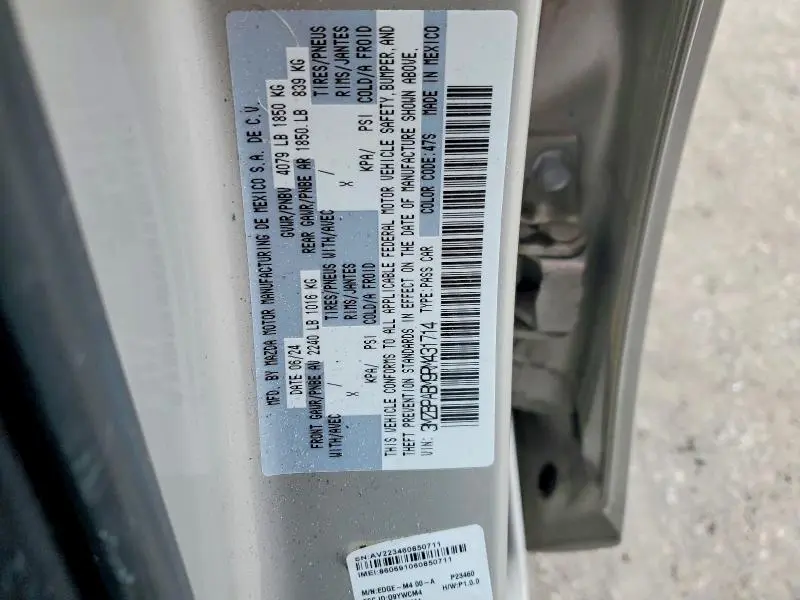 MFD. BY MAZDA MOTOR MANUFACTURING DE MEXICO S.A. DE C.V.
DATE 06/24 GVWR/PNBV 4079 LB 1850 KG
FRONT GAWR/PNBE AV 2240 LB 1016 KG REAR GAWR/PNBE AR 1850 LB 839 KG
WITH/AVEC TIRES/PNEUS WITH/AVEC TIRES/PNEUS
X RIMS/JANTES X RIMS/JANTES
KPA/ PSI COLD/A FROID KPA/ PSI COLD/A FROID
THIS VEHICLE CONFORMS TO ALL APPLICABLE FEDERAL MOTOR VEHICLE SAFETY, BUMPER, AND
THEFT PREVENTION STANDARDS IN EFFECT ON THE DATE OF MANUFACTURE SHOWN ABOVE.
VIN: 3MZBPABM9RM431714 TYPE:PASS CAR COLOR CODE:47S MADE IN MEXICO
SN:AV223460850711
IMEI:860691060850711
M/N:EDGE-M4 00-A P23460
FCC ID:O9YWCM4 H/W:P1.0.0